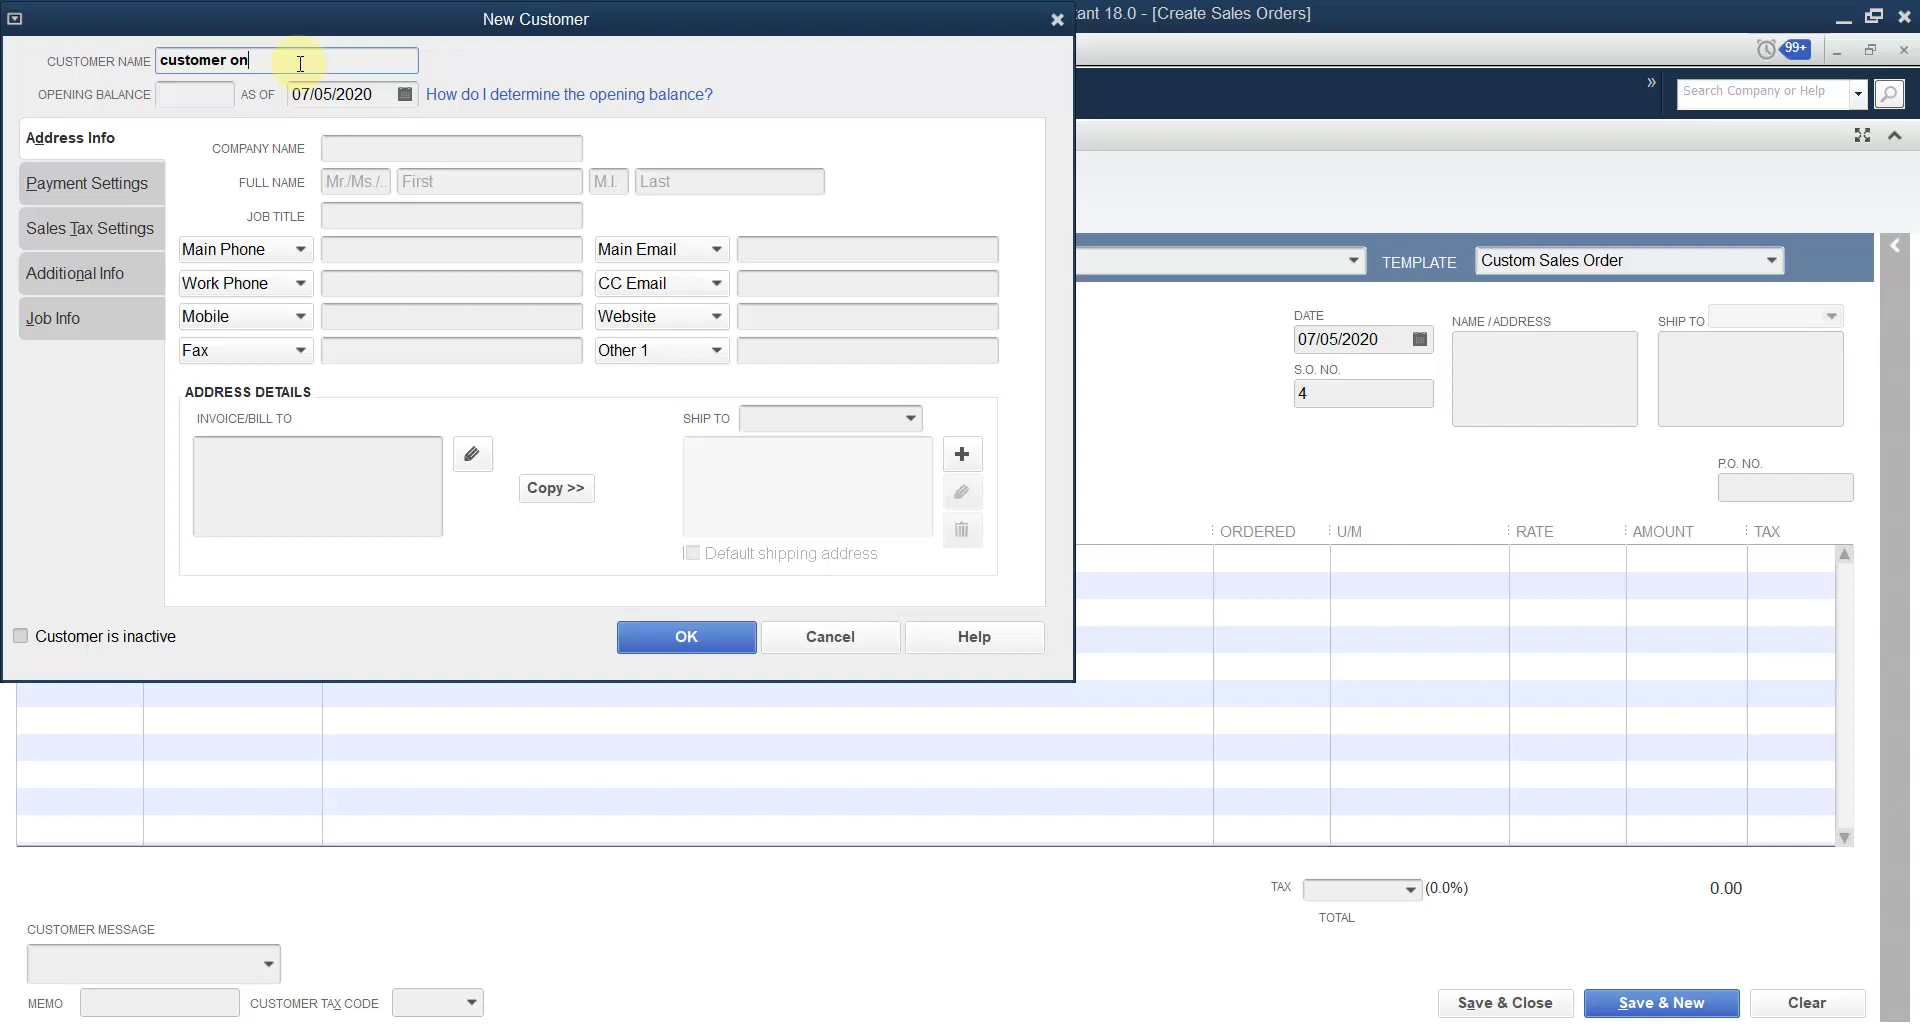 New Customer
ant 18.0 - [Create Sales Orders]
99+
CUSTOMER NAME customer on
OPENING BALANCE AS OF 07/05/2020 How do I determine the opening balance?
Search Company or Help
Address Info
Payment Settings
Sales Tax Settings
Additional Info
Job Info
COMPANY NAME
FULL NAME Mr./Ms./.. First M.I. Last
JOB TITLE
Main Phone Main Email
Work Phone CC Email
Mobile Website
Fax Other 1
ADDRESS DETAILS
INVOICE/BILL TO SHIP TO
Copy >>
Default shipping address
Customer is inactive OK Cancel Help
TEMPLATE Custom Sales Order
DATE NAME / ADDRESS SHIP TO
07/05/2020
S.O. NO.
4
P.O. NO.
ORDERED U/M RATE AMOUNT TAX
TAX (0.0%) 0.00
TOTAL
CUSTOMER MESSAGE
MEMO CUSTOMER TAX CODE
Save & Close Save & New Clear